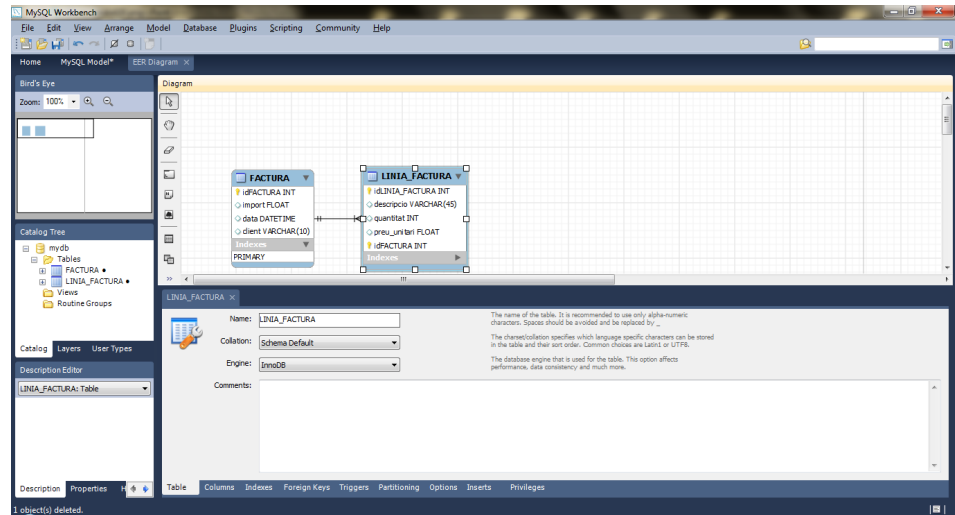 MySQL Workbench
File Edit View Arrange Model Database Plugins Scripting Community Help
Home MySQL Model* EER Diagram ×
Bird's Eye
Zoom: 100%
Diagram
FACTURA
idFACTURA INT
import FLOAT
data DATETIME
client VARCHAR(10)
Indexes
PRIMARY
LINIA_FACTURA
idLINIA_FACTURA INT
descripcio VARCHAR(45)
quantitat INT
preu_unitari FLOAT
idFACTURA INT
Indexes
Catalog Tree
mydb
Tables
FACTURA •
LINIA_FACTURA •
Views
Routine Groups
Catalog Layers User Types
Description Editor
LINIA_FACTURA: Table
Description Properties H
LINIA_FACTURA ×
Name: LINIA_FACTURA
The name of the table. It is recommended to use only alpha-numeric
characters. Spaces should be avoided and be replaced by _
Collation: Schema Default
The charset/colletion specifies which language specific characters can be stored
in the table and their sort order. Common choices are Latin1 or UTF8.
Engine: InnoDB
The database engine that is used for the table. This option affects
performance, data consistency and much more.
Comments:
Table Columns Indexes Foreign Keys Triggers Partitioning Options Inserts Privileges
1 object(s) deleted.